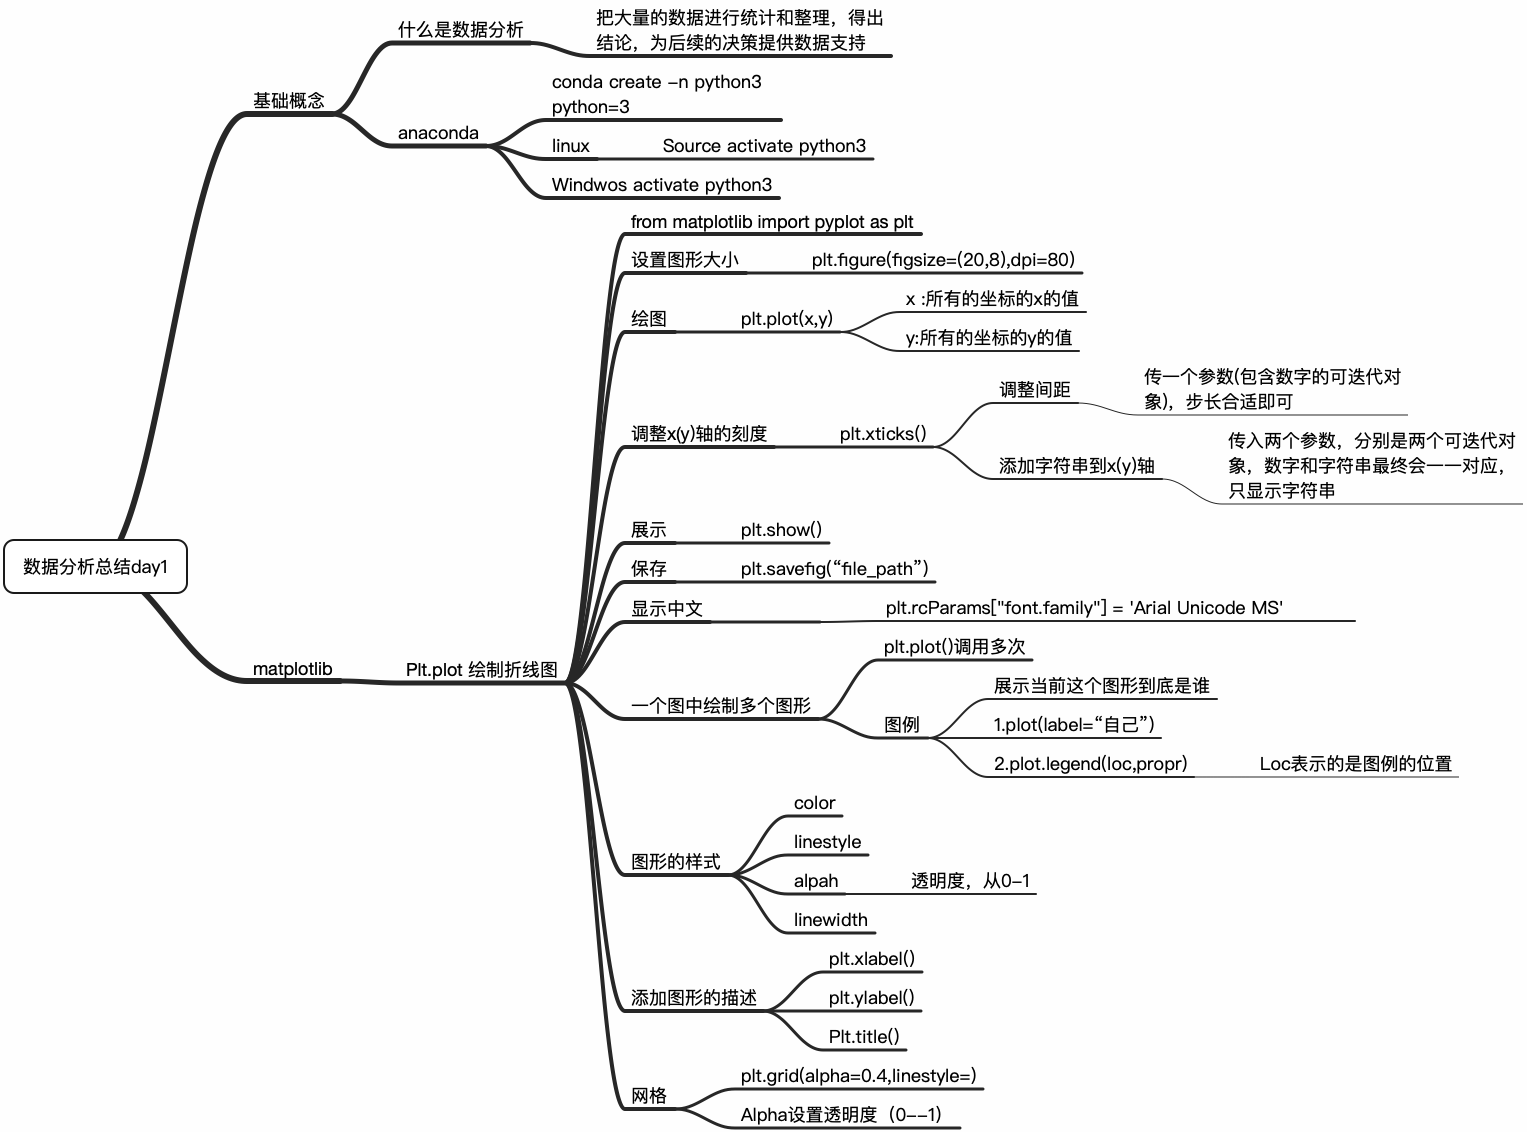 数据分析总结day1
基础概念
什么是数据分析
把大量的数据进行统计和整理，得出
结论，为后续的决策提供数据支持
anaconda
conda create -n python3
python=3
linux
Source activate python3
Windwos activate python3
matplotlib
Plt.plot 绘制折线图
from matplotlib import pyplot as plt
设置图形大小
plt.figure(figsize=(20,8),dpi=80)
绘图
plt.plot(x,y)
x :所有的坐标的x的值
y:所有的坐标的y的值
调整x(y)轴的刻度
plt.xticks()
调整间距
传一个参数(包含数字的可迭代对
象)，步长合适即可
添加字符串到x(y)轴
传入两个参数，分别是两个可迭代对
象，数字和字符串最终会一一对应，
只显示字符串
展示
plt.show()
保存
plt.savefig(“file_path”)
显示中文
plt.rcParams["font.family"] = 'Arial Unicode MS'
一个图中绘制多个图形
plt.plot()调用多次
图例
展示当前这个图形到底是谁
1.plot(label=“自己”)
2.plot.legend(loc,propr)
Loc表示的是图例的位置
图形的样式
color
linestyle
alpah
透明度，从0-1
linewidth
添加图形的描述
plt.xlabel()
plt.ylabel()
Plt.title()
网格
plt.grid(alpha=0.4,linestyle=)
Alpha设置透明度（0--1)